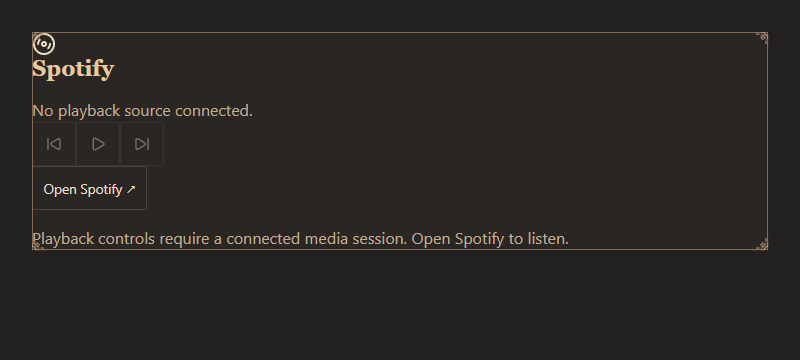 Spotify
No playback source connected.
Open Spotify ↗
Playback controls require a connected media session. Open Spotify to listen.